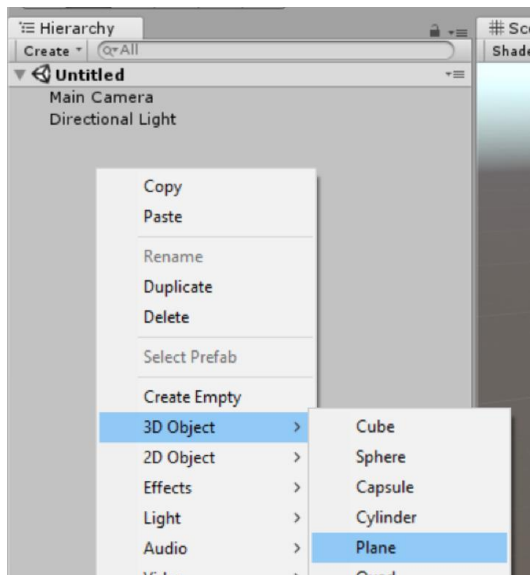 Hierarchy
# Sce
Create
All
Shade
Untitled
Main Camera
Directional Light
Copy
Paste
Rename
Duplicate
Delete
Select Prefab
Create Empty
3D Object
Cube
2D Object
Sphere
Effects
Capsule
Light
Cylinder
Audio
Plane